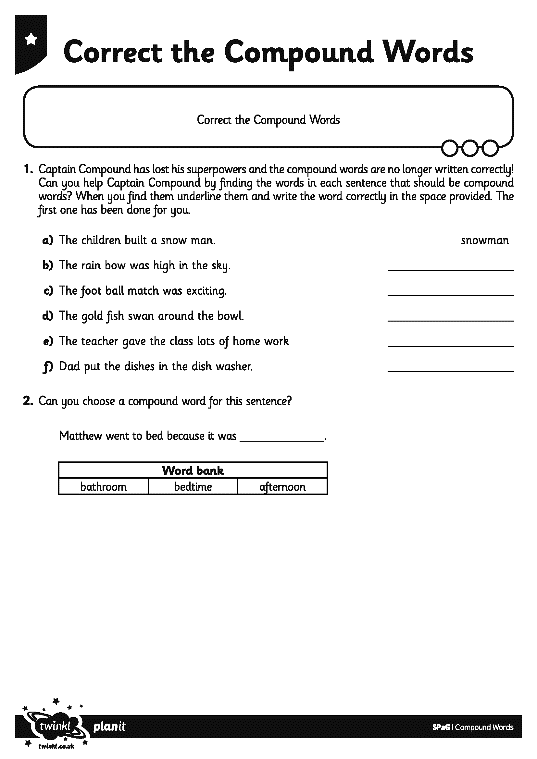 Correct the Compound Words
Correct the Compound Words
1. Captain Compound has lost his superpowers and the compound words are no longer written correctly!
Can you help Captain Compound by finding the words in each sentence that should be compound
words? When you find them underline them and write the word correctly in the space provided. The
first one has been done for you.
a) The children built a snow man. snowman
b) The rain bow was high in the sky.
c) The foot ball match was exciting.
d) The gold fish swan around the bowl.
e) The teacher gave the class lots of home work
f) Dad put the dishes in the dish washer.
2. Can you choose a compound word for this sentence?
Matthew went to bed because it was ______________.
Word bank
bathroom bedtime afternoon
twinkl planit SPaG | Compound Words
twinkl.co.uk